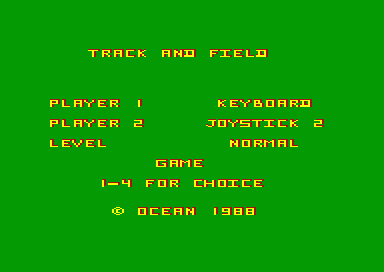 TRACK AND FIELD
PLAYER 1 KEYBOARD
PLAYER 2 JOYSTICK 2
LEVEL NORMAL
GAME
1-4 FOR CHOICE
© OCEAN 1988